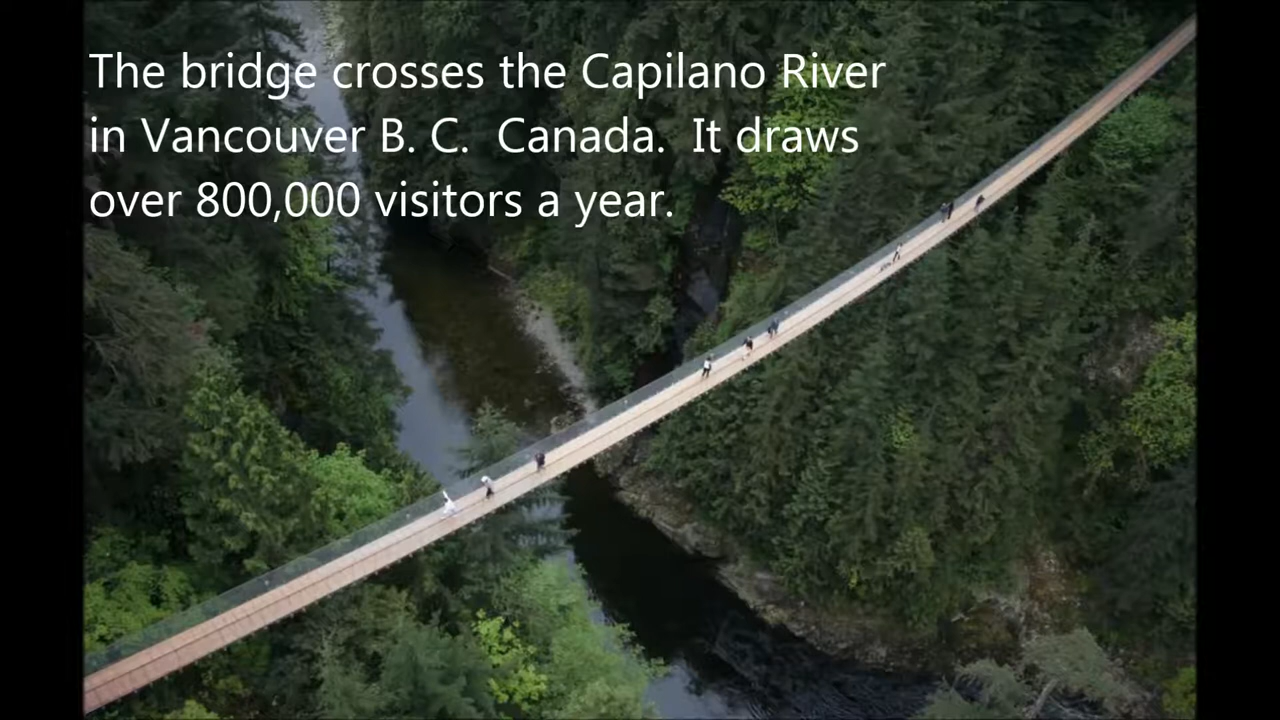 The bridge crosses the Capilano River
in Vancouver B. C.  Canada.  It draws
over 800,000 visitors a year.